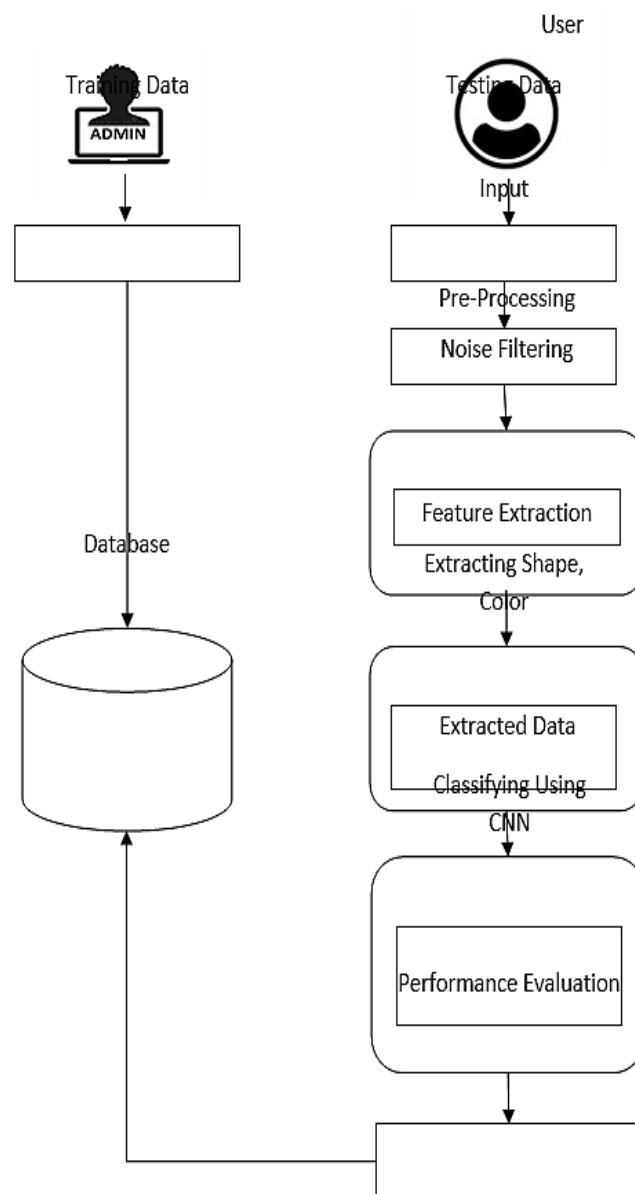 User
Training Data
Testing Data
ADMIN
Input
Pre-Processing
Noise Filtering
Feature Extraction
Database
Extracting Shape,
Color
Extracted Data
Classifying Using
CNN
Performance Evaluation